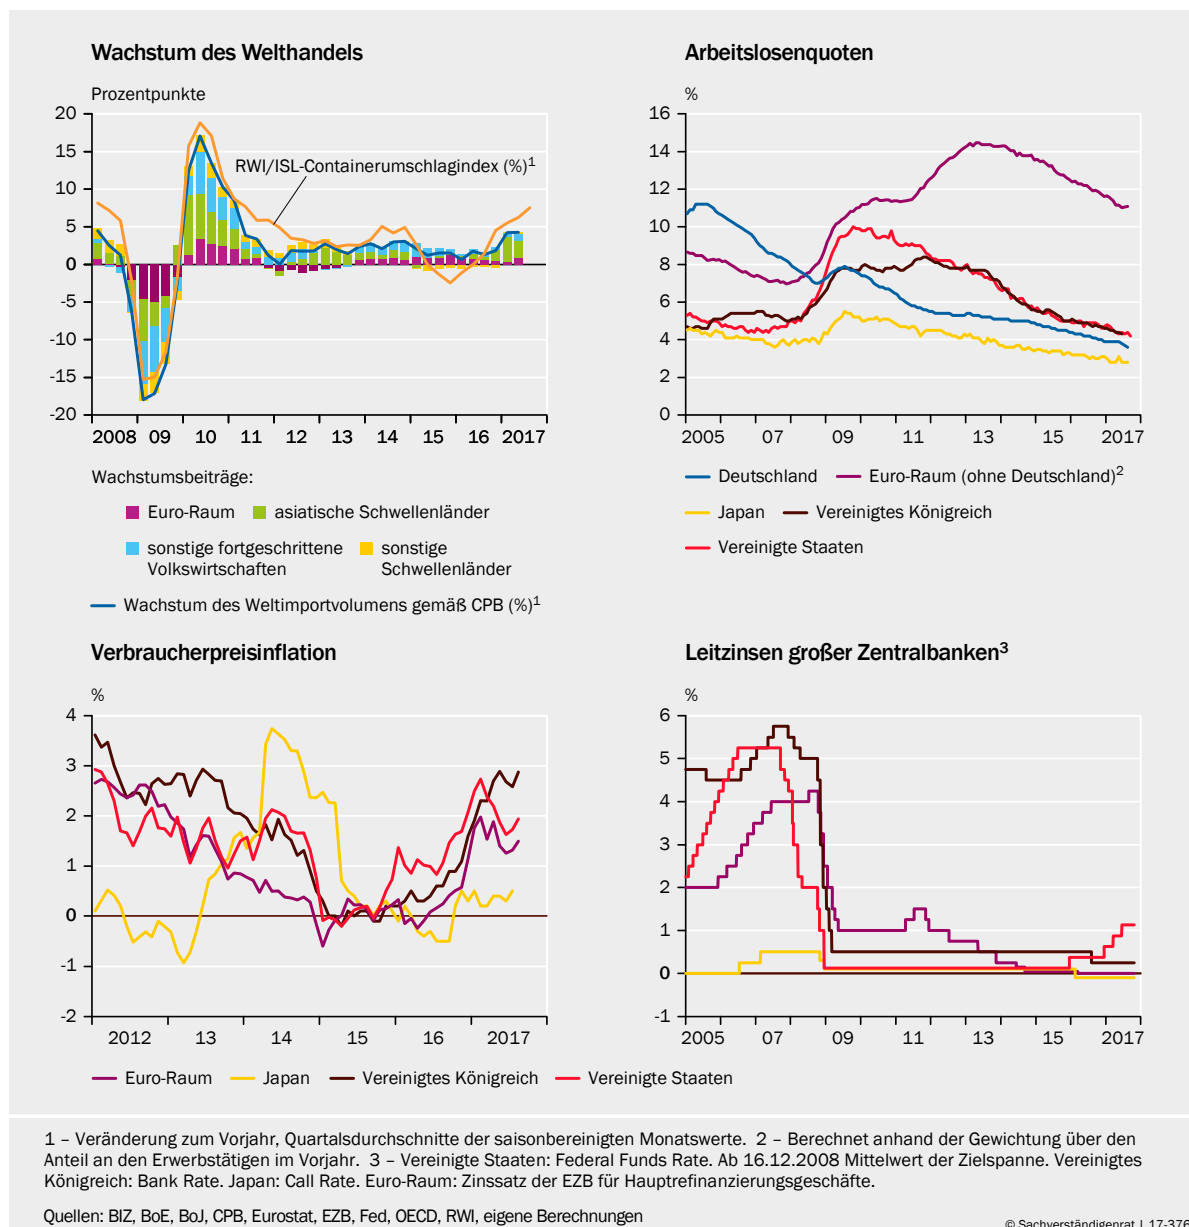 Wachstum des Welthandels
Prozentpunkte
20
15
10
5
0
-5
-10
-15
-20
RWI/ISL-Containerumschlagindex (%)1
2008 09 10 11 12 13 14 15 16 2017
Wachstumsbeiträge:
Euro-Raum asiatische Schwellenländer
sonstige fortgeschrittene Volkswirtschaften
sonstige Schwellenländer
Wachstum des Weltimportvolumens gemäß CPB (%)1
Arbeitslosenquoten
%
16
14
12
10
8
6
4
2
0
2005 07 09 11 13 15 2017
Deutschland Euro-Raum (ohne Deutschland)2
Japan Vereinigtes Königreich
Vereinigte Staaten
Verbraucherpreisinflation
%
4
3
2
1
0
-1
-2
2012 13 14 15 16 2017
Leitzinsen großer Zentralbanken3
%
6
5
4
3
2
1
0
-1
2005 07 09 11 13 15 2017
Euro-Raum Japan Vereinigtes Königreich Vereinigte Staaten
1 – Veränderung zum Vorjahr, Quartalsdurchschnitte der saisonbereinigten Monatswerte. 2 – Berechnet anhand der Gewichtung über den
Anteil an den Erwerbstätigen im Vorjahr. 3 – Vereinigte Staaten: Federal Funds Rate. Ab 16.12.2008 Mittelwert der Zielspanne. Vereinigtes
Königreich: Bank Rate. Japan: Call Rate. Euro-Raum: Zinssatz der EZB für Hauptrefinanzierungsgeschäfte.
Quellen: BIZ, BoE, BoJ, CPB, Eurostat, EZB, Fed, OECD, RWI, eigene Berechnungen
© Sachverständigenrat | 17-376